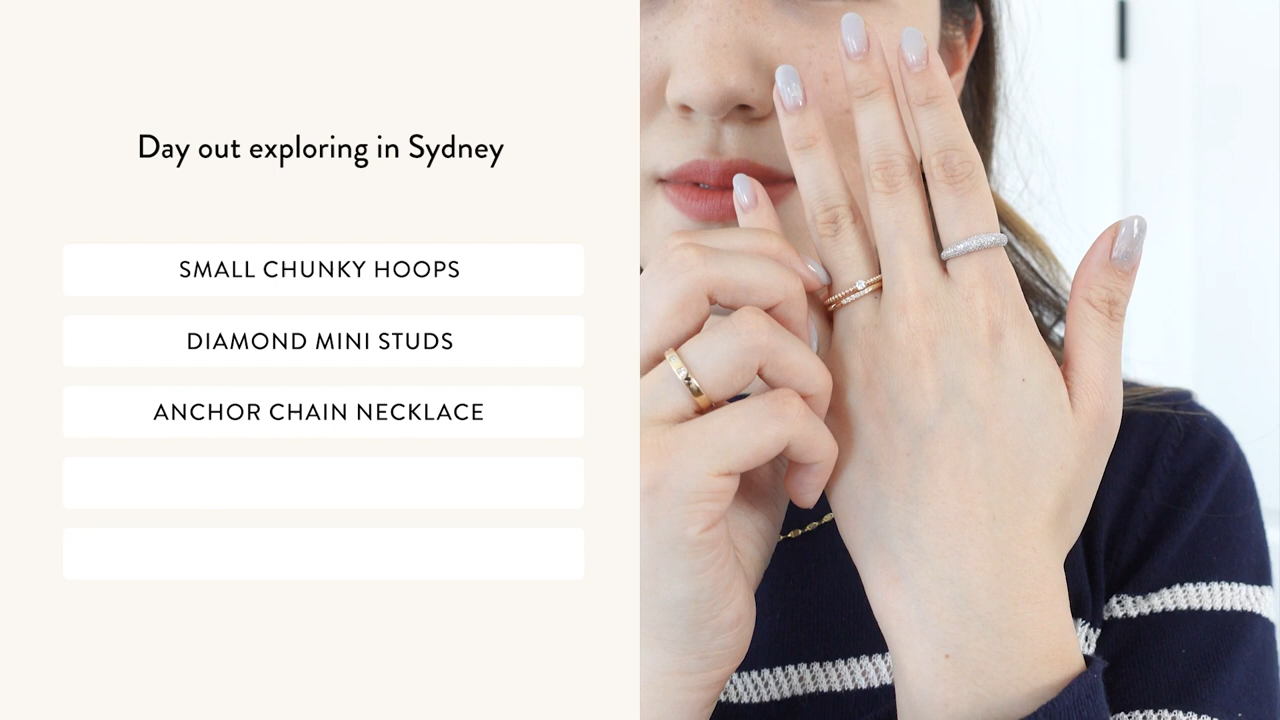 Day out exploring in Sydney
SMALL CHUNKY HOOPS
DIAMOND MINI STUDS
ANCHOR CHAIN NECKLACE